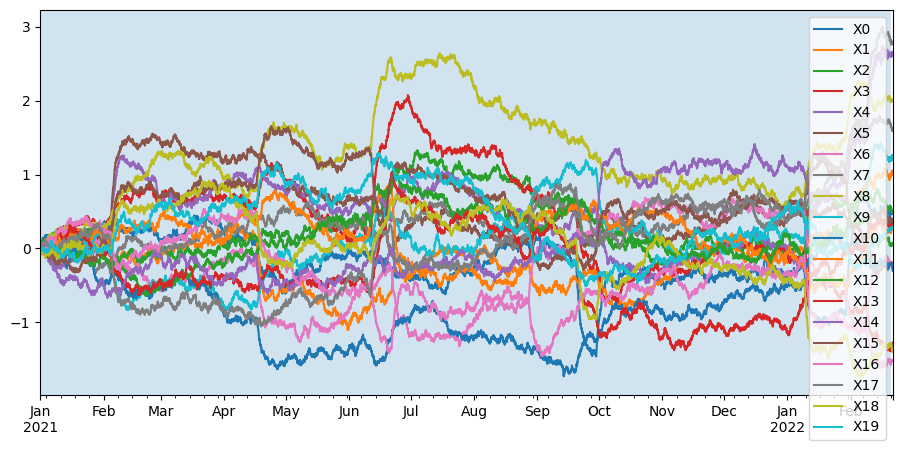 3
2
1
0
−1
Jan Feb Mar Apr May Jun Jul Aug Sep Oct Nov Dec Jan Feb
2021 2022
X0
X1
X2
X3
X4
X5
X6
X7
X8
X9
X10
X11
X12
X13
X14
X15
X16
X17
X18
X19